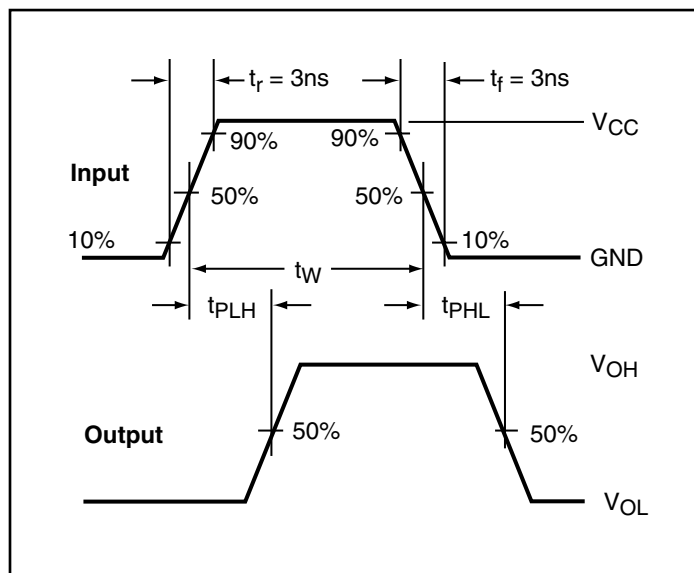 t_r = 3ns
t_f = 3ns
V_CC
90%
90%
Input
50%
50%
10%
10%
GND
t_W
t_PLH
t_PHL
V_OH
Output
50%
50%
V_OL